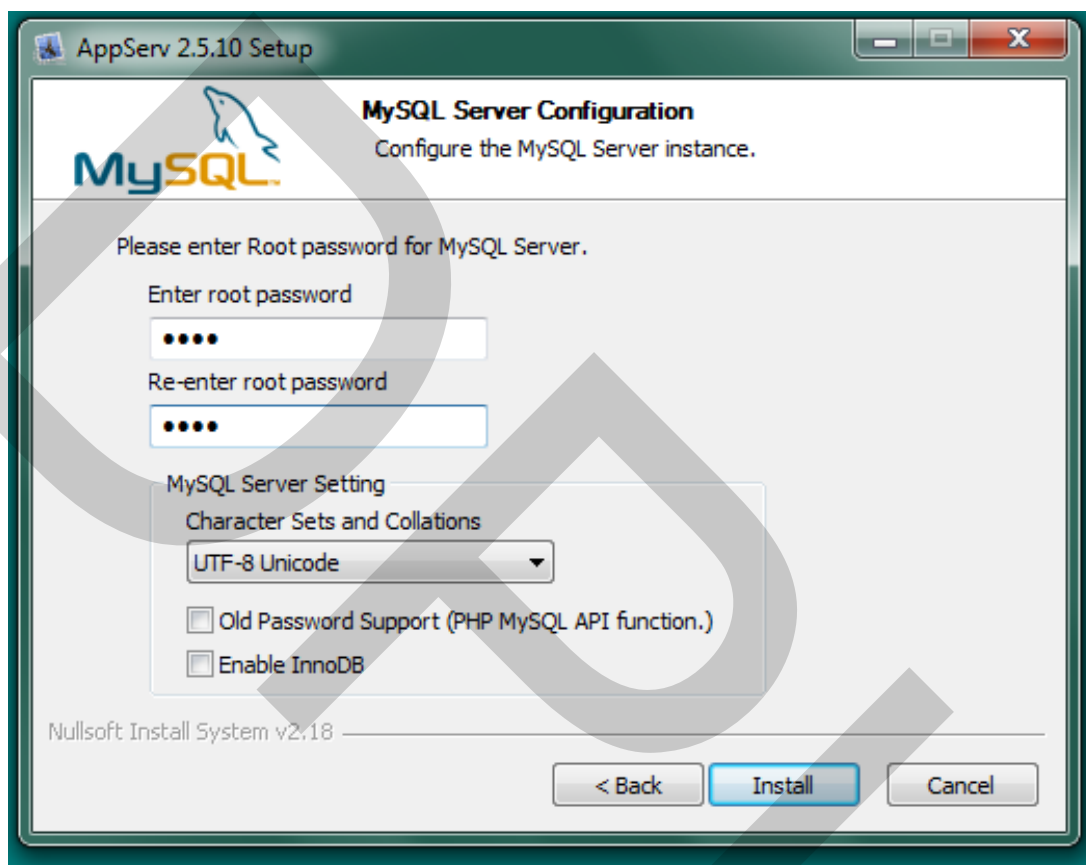 AppServ 2.5.10 Setup
MySQL Server Configuration
Configure the MySQL Server instance.
MySQL
Please enter Root password for MySQL Server.
Enter root password
••••
Re-enter root password
••••
MySQL Server Setting
Character Sets and Collations
UTF-8 Unicode
Old Password Support (PHP MySQL API function.)
Enable InnoDB
Nullsoft Install System v2.18
< Back Install Cancel